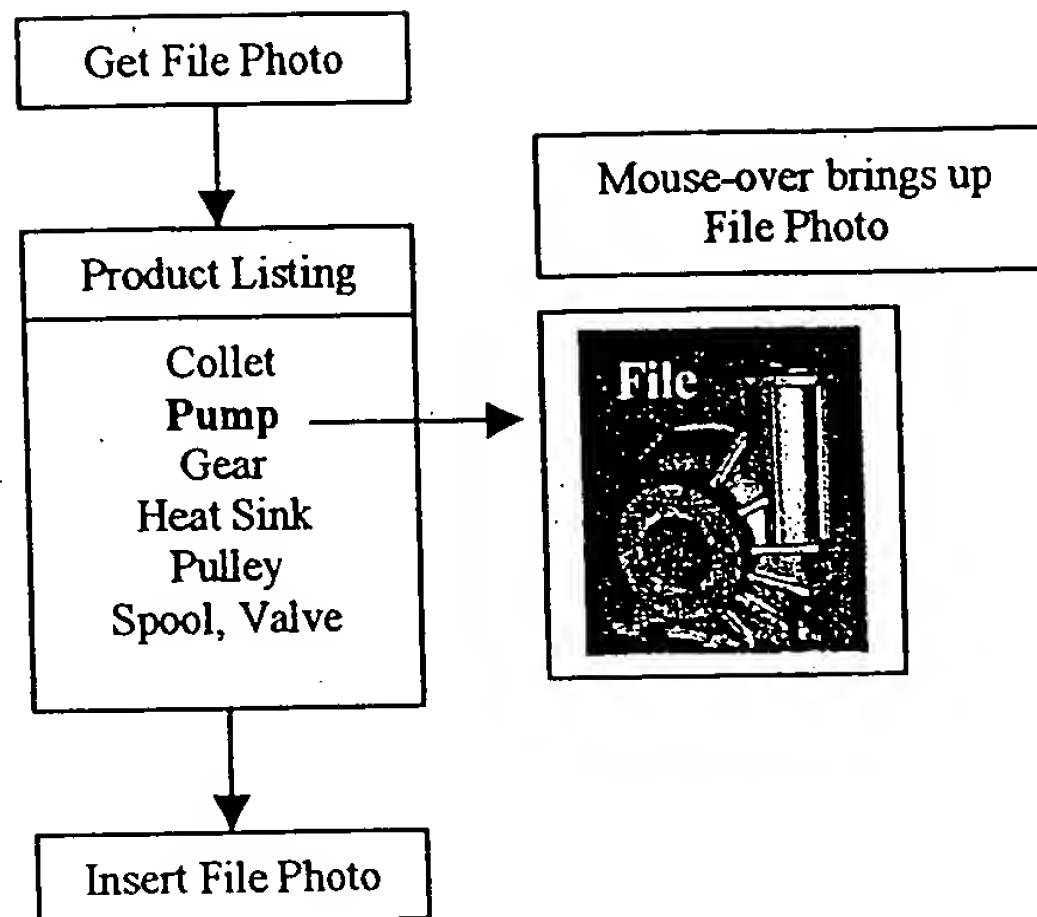 Get File Photo
Mouse-over brings up
File Photo
Product Listing
Collet
Pump
Gear
Heat Sink
Pulley
Spool, Valve
File
Insert File Photo